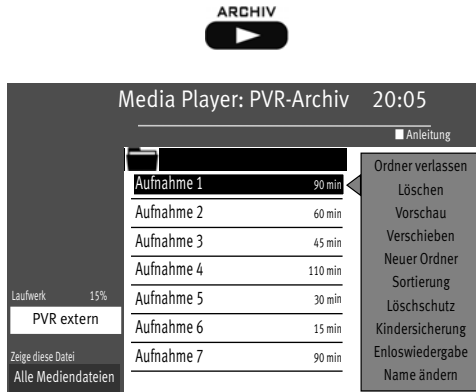 ARCHIV
Media Player: PVR-Archiv 20:05
Anleitung
Aufnahme 1 90 min
Aufnahme 2 60 min
Aufnahme 3 45 min
Aufnahme 4 110 min
Aufnahme 5 30 min
Aufnahme 6 15 min
Aufnahme 7 90 min
Laufwerk 15%
PVR extern
Zeige diese Datei
Alle Mediendateien
Ordner verlassen
Löschen
Vorschau
Verschieben
Neuer Ordner
Sortierung
Löschschutz
Kindersicherung
Enloswiedergabe
Name ändern